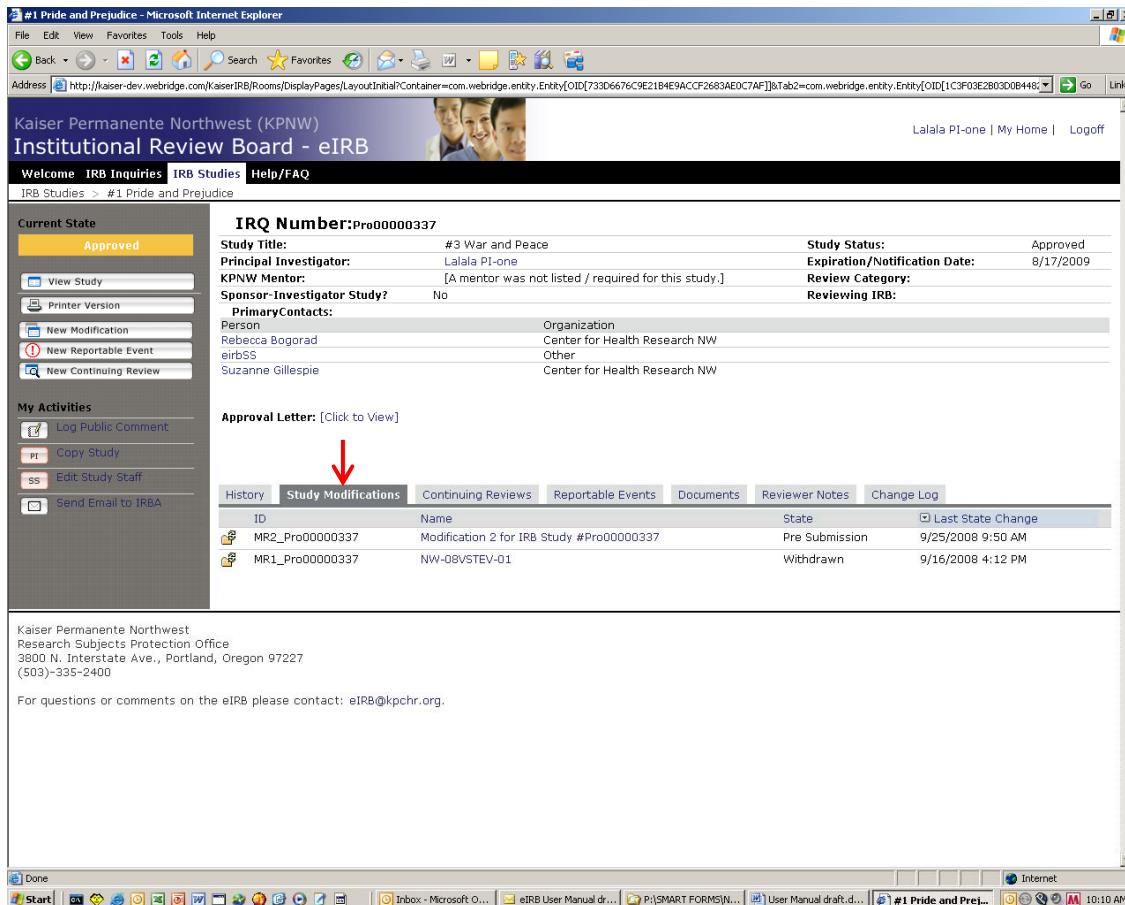 #1 Pride and Prejudice - Microsoft Internet Explorer
File Edit View Favorites Tools Help
Back Search Favorites
Address http://kaiser-dev.webridge.com/KaiserIRB/Rooms/DisplayPages/LayoutInitial?Container=com.webridge.entity.Entity[OID[733D6676C9E21B4E9ACCF2683AE0C7AF]]&Tab2=com.webridge.entity.Entity[OID[1C3F03E2B03D0B448 Go Link
Kaiser Permanente Northwest (KPNW)
Institutional Review Board - eIRB
Lalala PI-one | My Home | Logoff
Welcome IRB Inquiries IRB Studies Help/FAQ
IRB Studies > #1 Pride and Prejudice
Current State
Approved
View Study
Printer Version
New Modification
New Reportable Event
New Continuing Review
My Activities
Log Public Comment
PI Copy Study
SS Edit Study Staff
Send Email to IRBA
IRQ Number:Pro00000337
Study Title: #3 War and Peace Study Status: Approved
Principal Investigator: Lalala PI-one Expiration/Notification Date: 8/17/2009
KPNW Mentor: [A mentor was not listed / required for this study.] Review Category:
Sponsor-Investigator Study? No Reviewing IRB:
PrimaryContacts:
Person Organization
Rebecca Bogorad Center for Health Research NW
eirbSS Other
Suzanne Gillespie Center for Health Research NW
Approval Letter: [Click to View]
History Study Modifications Continuing Reviews Reportable Events Documents Reviewer Notes Change Log
ID Name State Last State Change
MR2_Pro00000337 Modification 2 for IRB Study #Pro00000337 Pre Submission 9/25/2008 9:50 AM
MR1_Pro00000337 NW-08VSTEV-01 Withdrawn 9/16/2008 4:12 PM
Kaiser Permanente Northwest
Research Subjects Protection Office
3800 N. Interstate Ave., Portland, Oregon 97227
(503)-335-2400
For questions or comments on the eIRB please contact: eIRB@kpchr.org.
Done Internet
Start Inbox - Microsoft O... eIRB User Manual dr... P:\SMART FORMS\N... User Manual draft.d... #1 Pride and Prej... 10:10 AM